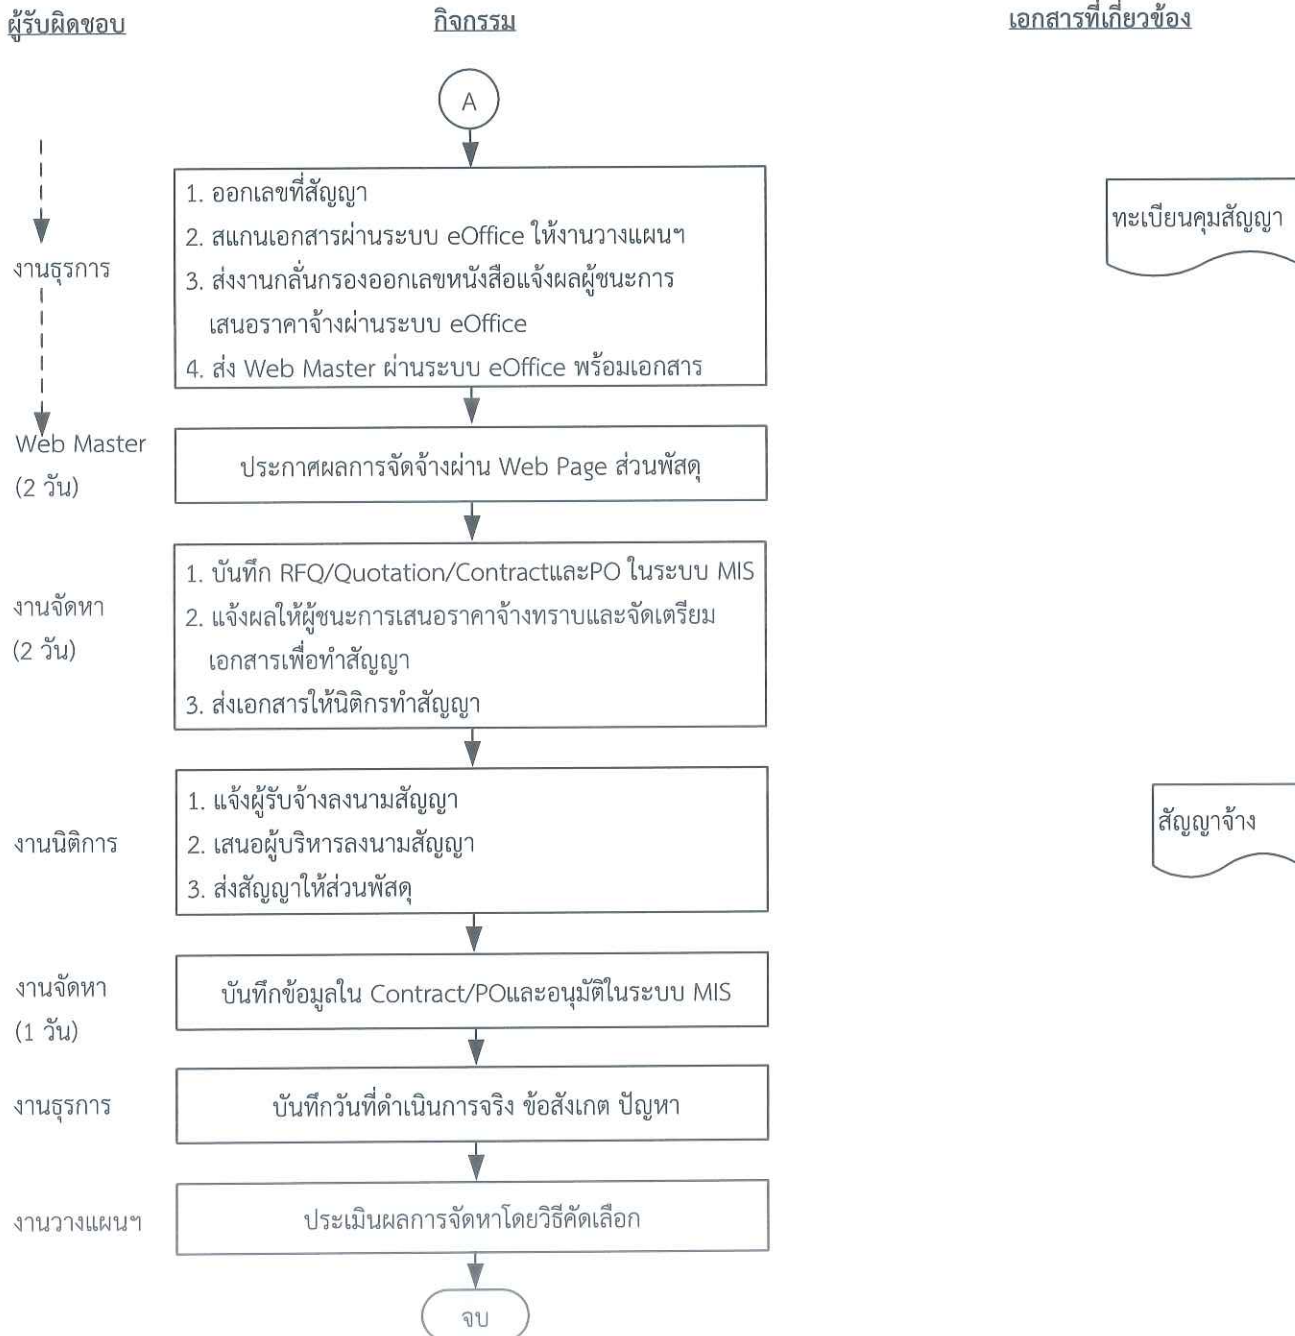 ผู้รับผิดชอบ
กิจกรรม
เอกสารที่เกี่ยวข้อง
A
งานธุรการ
1. ออกเลขที่สัญญา
2. สแกนเอกสารผ่านระบบ eOffice ให้งานวางแผนฯ
3. ส่งงานกลั่นกรองออกเลขหนังสือแจ้งผลผู้ชนะการ
เสนอราคาจ้างผ่านระบบ eOffice
4. ส่ง Web Master ผ่านระบบ eOffice พร้อมเอกสาร
ทะเบียนคุมสัญญา
Web Master
(2 วัน)
ประกาศผลการจัดจ้างผ่าน Web Page ส่วนพัสดุ
งานจัดหา
(2 วัน)
1. บันทึก RFQ/Quotation/ContractและPO ในระบบ MIS
2. แจ้งผลให้ผู้ชนะการเสนอราคาจ้างทราบและจัดเตรียม
เอกสารเพื่อทำสัญญา
3. ส่งเอกสารให้นิติกรทำสัญญา
งานนิติการ
1. แจ้งผู้รับจ้างลงนามสัญญา
2. เสนอผู้บริหารลงนามสัญญา
3. ส่งสัญญาให้ส่วนพัสดุ
สัญญาจ้าง
งานจัดหา
(1 วัน)
บันทึกข้อมูลใน Contract/POและอนุมัติในระบบ MIS
งานธุรการ
บันทึกวันที่ดำเนินการจริง ข้อสังเกต ปัญหา
งานวางแผนฯ
ประเมินผลการจัดหาโดยวิธีคัดเลือก
จบ